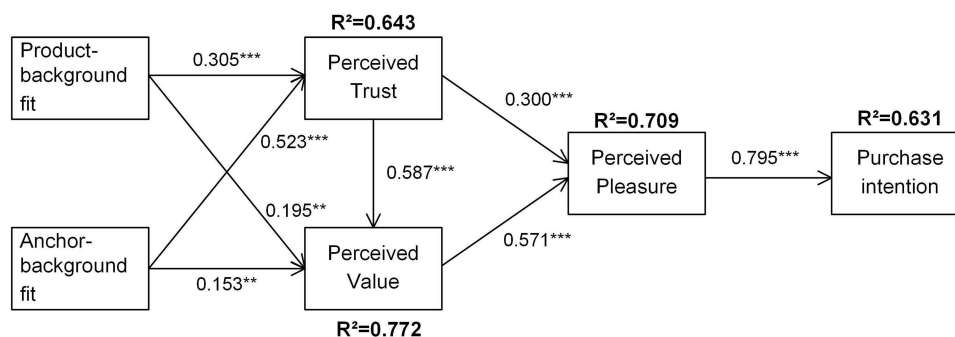 R²=0.643
Product-
background
fit
0.305***
Perceived
Trust
0.300***
0.523***
R²=0.709
R²=0.631
0.587***
Perceived
Pleasure
0.795***
Purchase
intention
0.195**
Anchor-
background
fit
0.153**
Perceived
Value
0.571***
R²=0.772